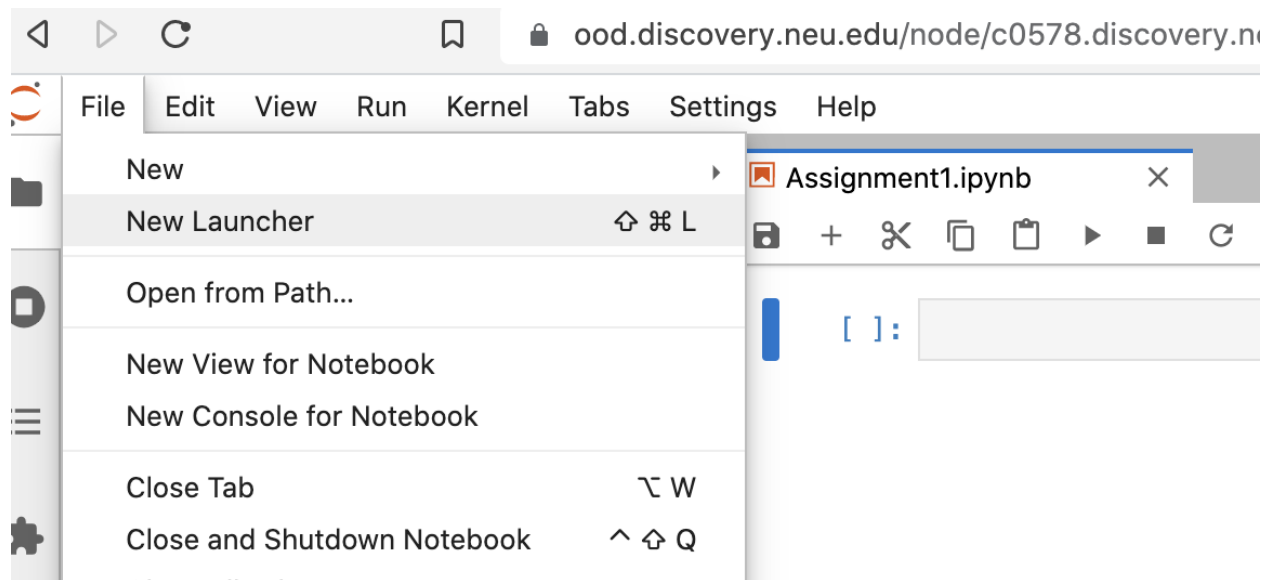 ood.discovery.neu.edu/node/c0578.discovery.n
File Edit View Run Kernel Tabs Settings Help
New
New Launcher ⇧ ⌘ L
Open from Path...
New View for Notebook
New Console for Notebook
Close Tab ⌥ W
Close and Shutdown Notebook ^ ⇧ Q
Assignment1.ipynb
[ ]: